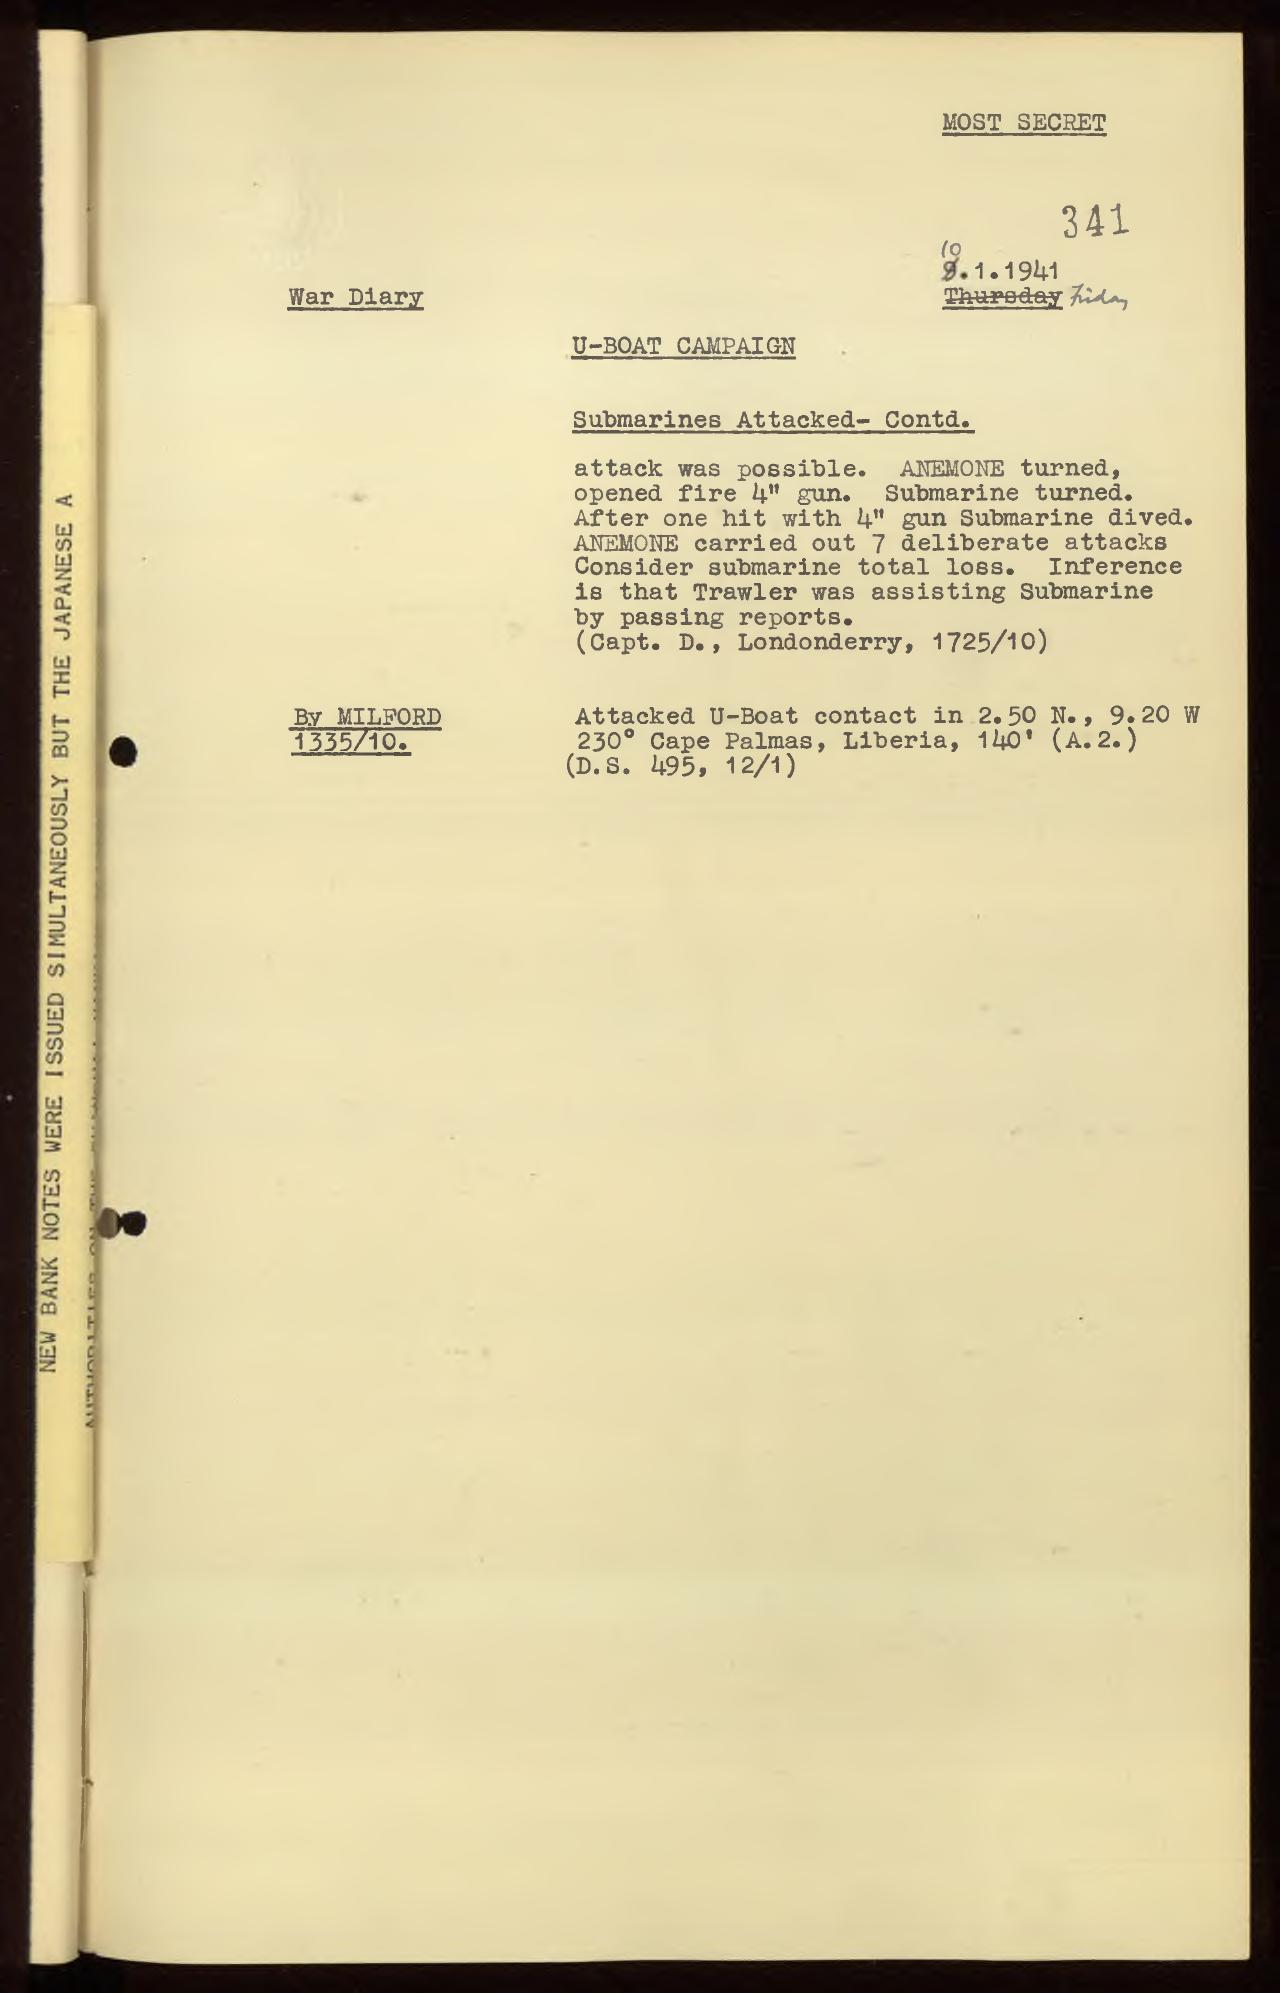 MOST SECRET
341
10
9.1.1941
War Diary
Thursday Friday
U-BOAT CAMPAIGN
Submarines Attacked- Contd.
attack was possible. ANEMONE turned,
opened fire 4" gun. Submarine turned.
After one hit with 4" gun Submarine dived.
ANEMONE carried out 7 deliberate attacks
Consider submarine total loss. Inference
is that Trawler was assisting Submarine
by passing reports.
(Capt. D., Londonderry, 1725/10)
By MILFORD
1335/10.
Attacked U-Boat contact in 2.50 N., 9.20 W
230° Cape Palmas, Liberia, 140' (A.2.)
(D.S. 495, 12/1)
NEW BANK NOTES WERE ISSUED SIMULTANEOUSLY BUT THE JAPANESE A